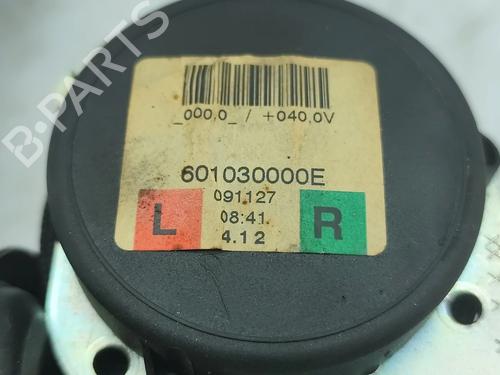 _000,0_ / +040,0V
601030000E
091127
L 08:41 R
4.12
B-PARTS